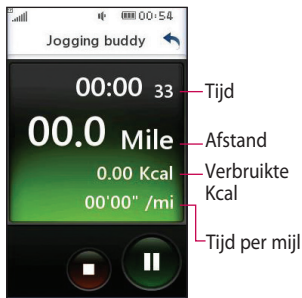 00:54
Jogging buddy
00:00 33
Tijd
00.0 Mile
Afstand
0.00 Kcal
Verbruikte
Kcal
00'00" /mi
Tijd per mijl